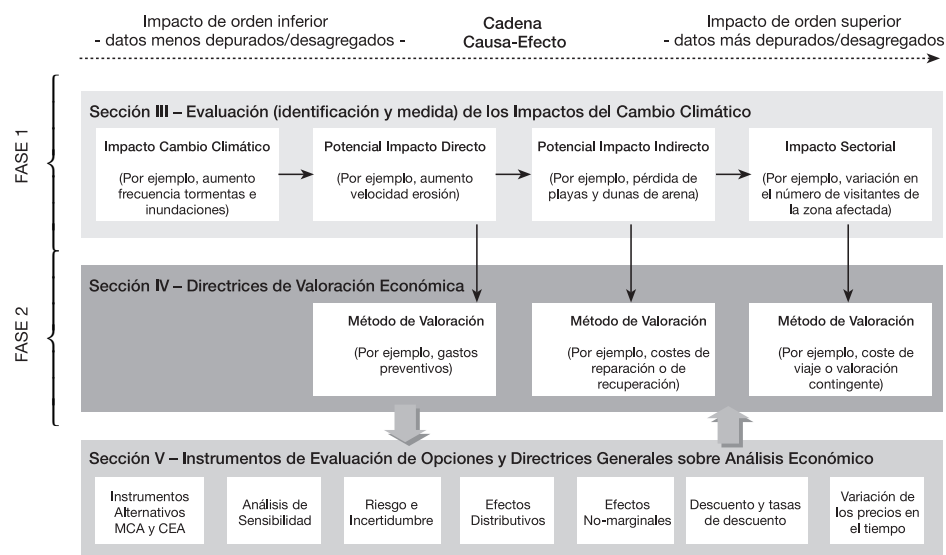 Impacto de orden inferior
- datos menos depurados/desagregados -
Cadena
Causa-Efecto
Impacto de orden superior
- datos más depurados/desagregados
FASE 1
Sección III – Evaluación (identificación y medida) de los Impactos del Cambio Climático
Impacto Cambio Climático
(Por ejemplo, aumento
frecuencia tormentas e
inundaciones)
Potencial Impacto Directo
(Por ejemplo, aumento
velocidad erosión)
Potencial Impacto Indirecto
(Por ejemplo, pérdida de
playas y dunas de arena)
Impacto Sectorial
(Por ejemplo, variación en
el número de visitantes de
la zona afectada)
FASE 2
Sección IV – Directrices de Valoración Económica
Método de Valoración
(Por ejemplo, gastos
preventivos)
Método de Valoración
(Por ejemplo, costes de
reparación o de
recuperación)
Método de Valoración
(Por ejemplo, coste de
viaje o valoración
contingente)
Sección V – Instrumentos de Evaluación de Opciones y Directrices Generales sobre Análisis Económico
Instrumentos
Alternativos
MCA y CEA
Análisis de
Sensibilidad
Riesgo e
Incertidumbre
Efectos
Distributivos
Efectos
No-marginales
Descuento y tasas
de descuento
Variación de
los precios en
el tiempo